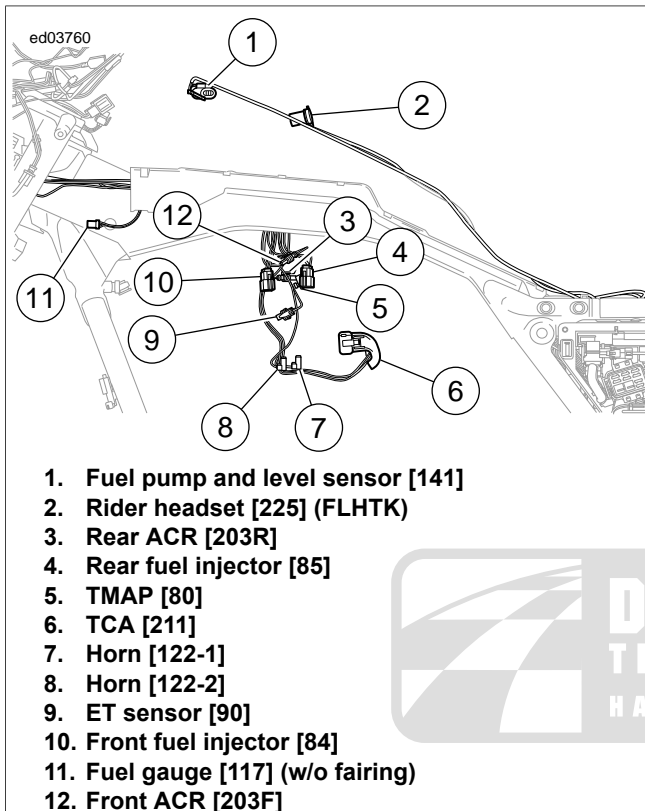 ed03760
1
2
12
3
4
10
11
5
9
6
8
7
1. Fuel pump and level sensor [141]
2. Rider headset [225] (FLHTK)
3. Rear ACR [203R]
4. Rear fuel injector [85]
5. TMAP [80]
6. TCA [211]
7. Horn [122-1]
8. Horn [122-2]
9. ET sensor [90]
10. Front fuel injector [84]
11. Fuel gauge [117] (w/o fairing)
12. Front ACR [203F]